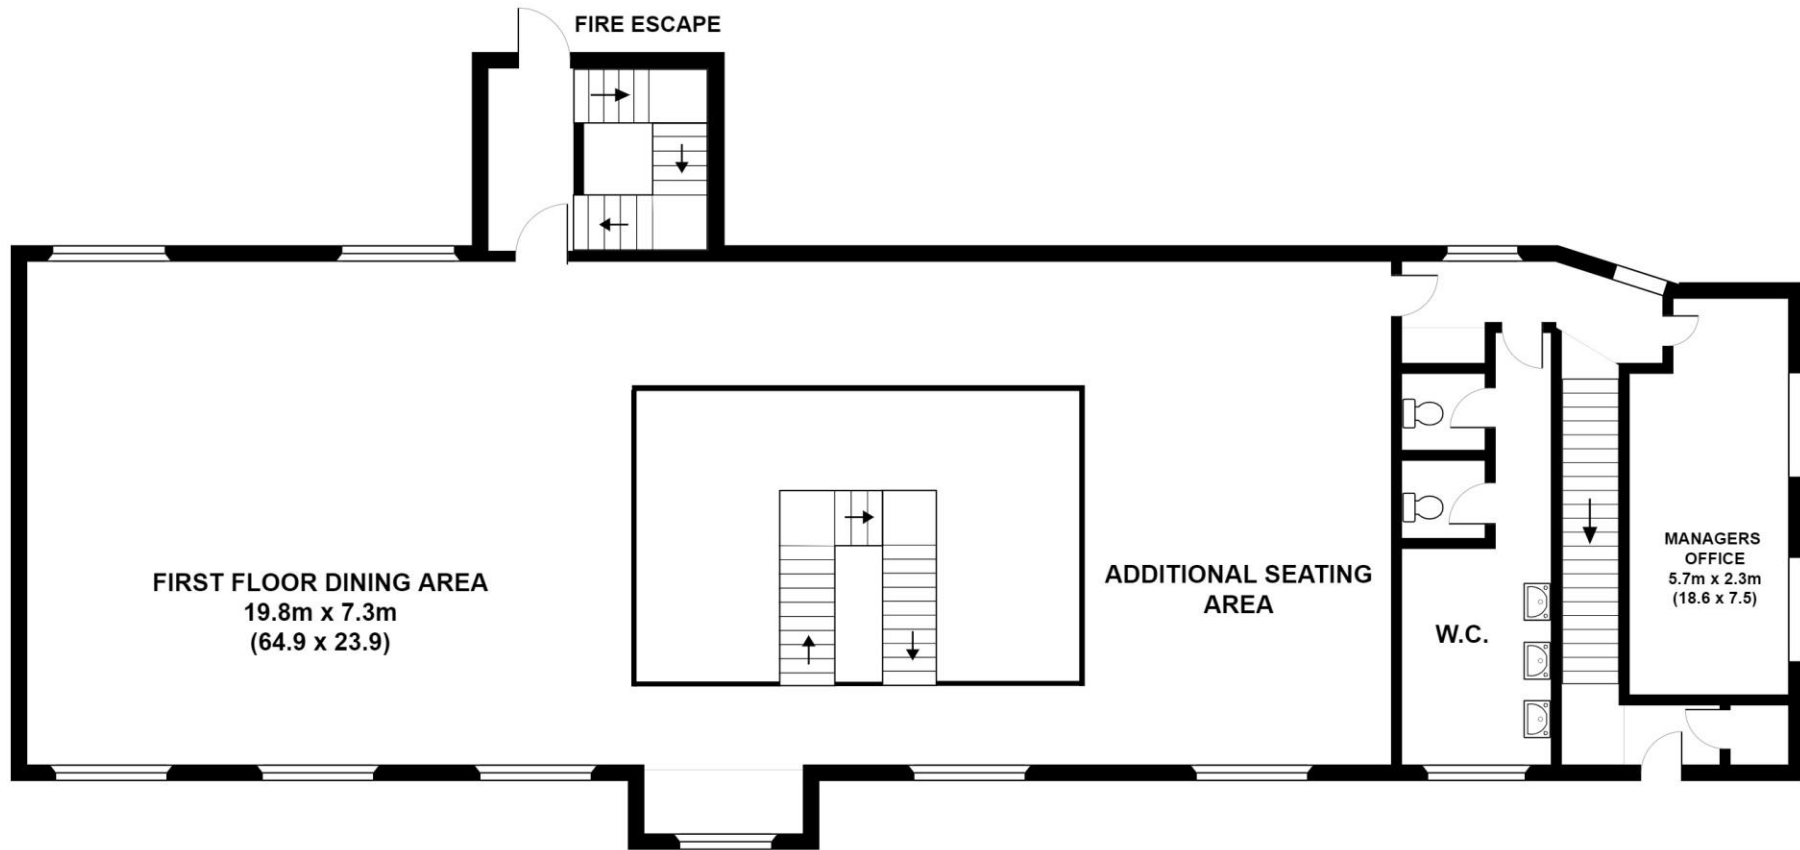 FIRE ESCAPE
FIRST FLOOR DINING AREA
19.8m x 7.3m
(64.9 x 23.9)
ADDITIONAL SEATING
AREA
W.C.
MANAGERS
OFFICE
5.7m x 2.3m
(18.6 x 7.5)